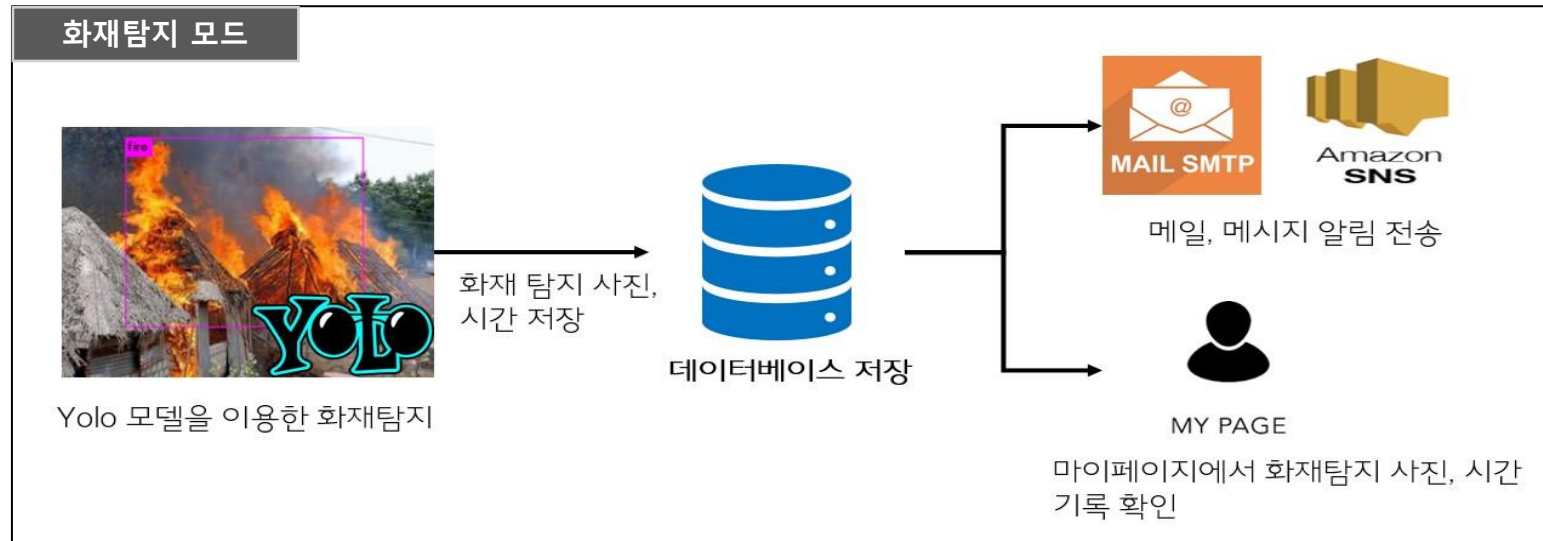 화재탐지 모드
fire
YOLO
Yolo 모델을 이용한 화재탐지
화재 탐지 사진,
시간 저장
데이터베이스 저장
@
MAIL SMTP
Amazon
SNS
메일, 메시지 알림 전송
MY PAGE
마이페이지에서 화재탐지 사진, 시간
기록 확인